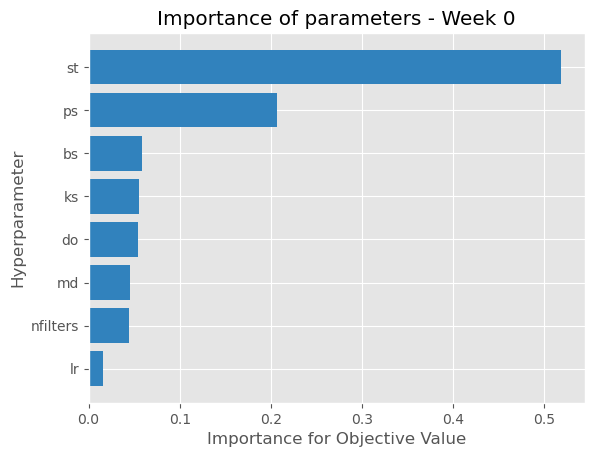 Importance of parameters - Week 0
st
ps
bs
ks
do
md
nfilters
lr
Hyperparameter
0.0 0.1 0.2 0.3 0.4 0.5
Importance for Objective Value